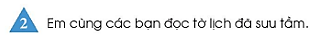 2 Em cùng các bạn đọc tờ lịch đã sưu tầm.